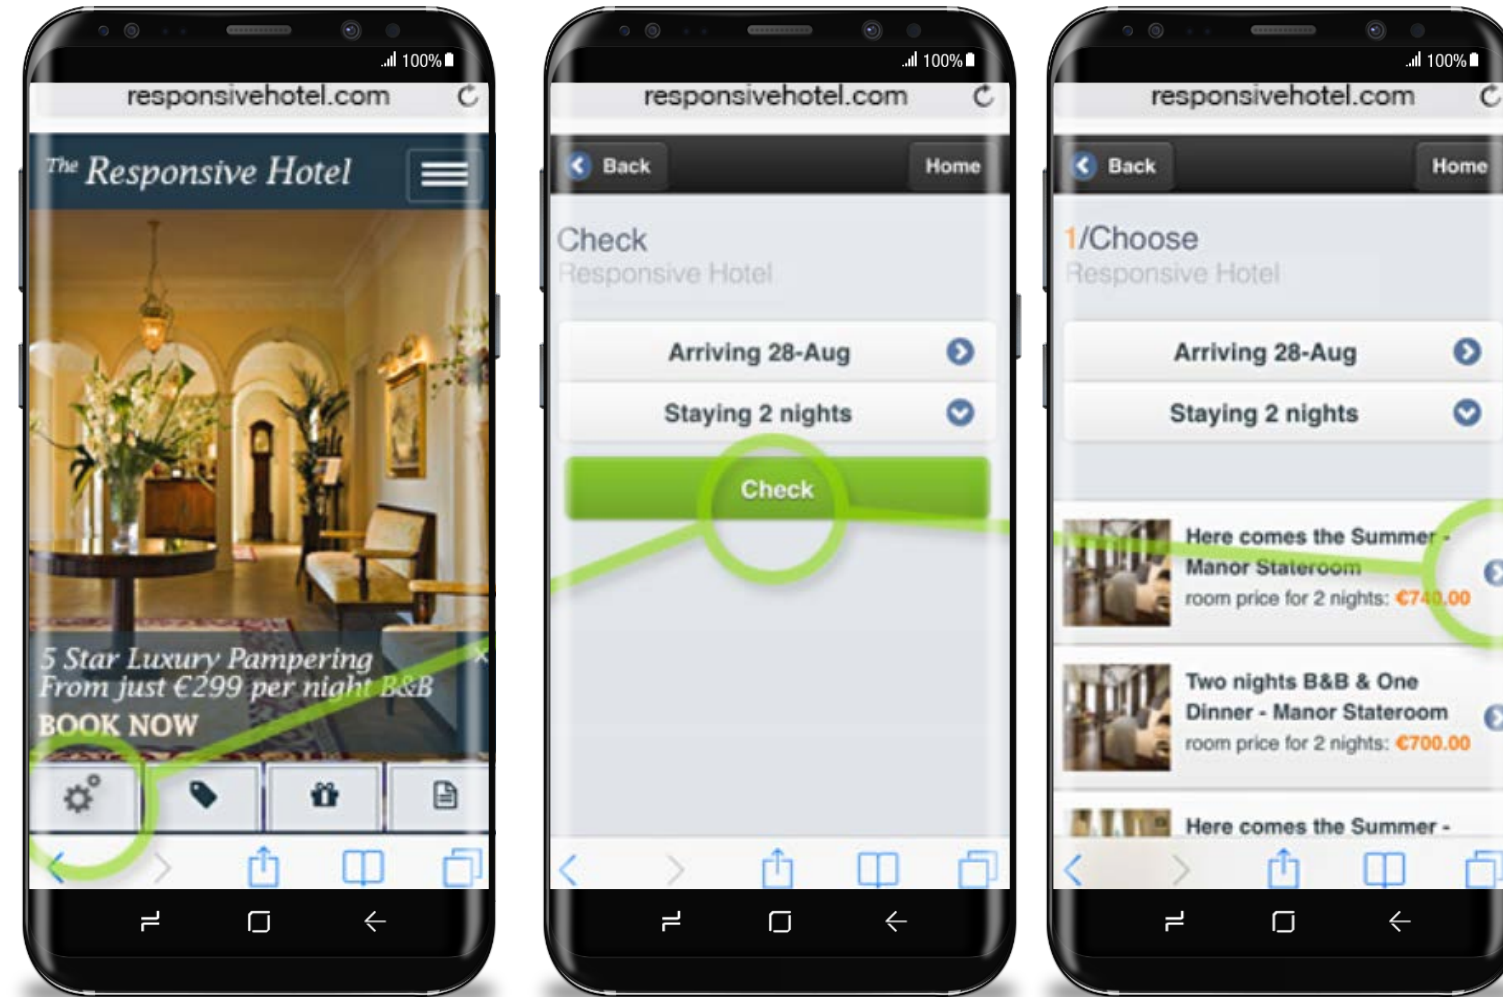 100%
responsivehotel.com
The Responsive Hotel
5 Star Luxury Pampering
From just €299 per night B&B
BOOK NOW
100%
responsivehotel.com
Back
Home
Check
Responsive Hotel
Arriving 28-Aug
Staying 2 nights
Check
100%
responsivehotel.com
Back
Home
1/Choose
Responsive Hotel
Arriving 28-Aug
Staying 2 nights
Here comes the Summer -
Manor Stateroom
room price for 2 nights: €740.00
Two nights B&B & One
Dinner - Manor Stateroom
room price for 2 nights: €700.00
Here comes the Summer -